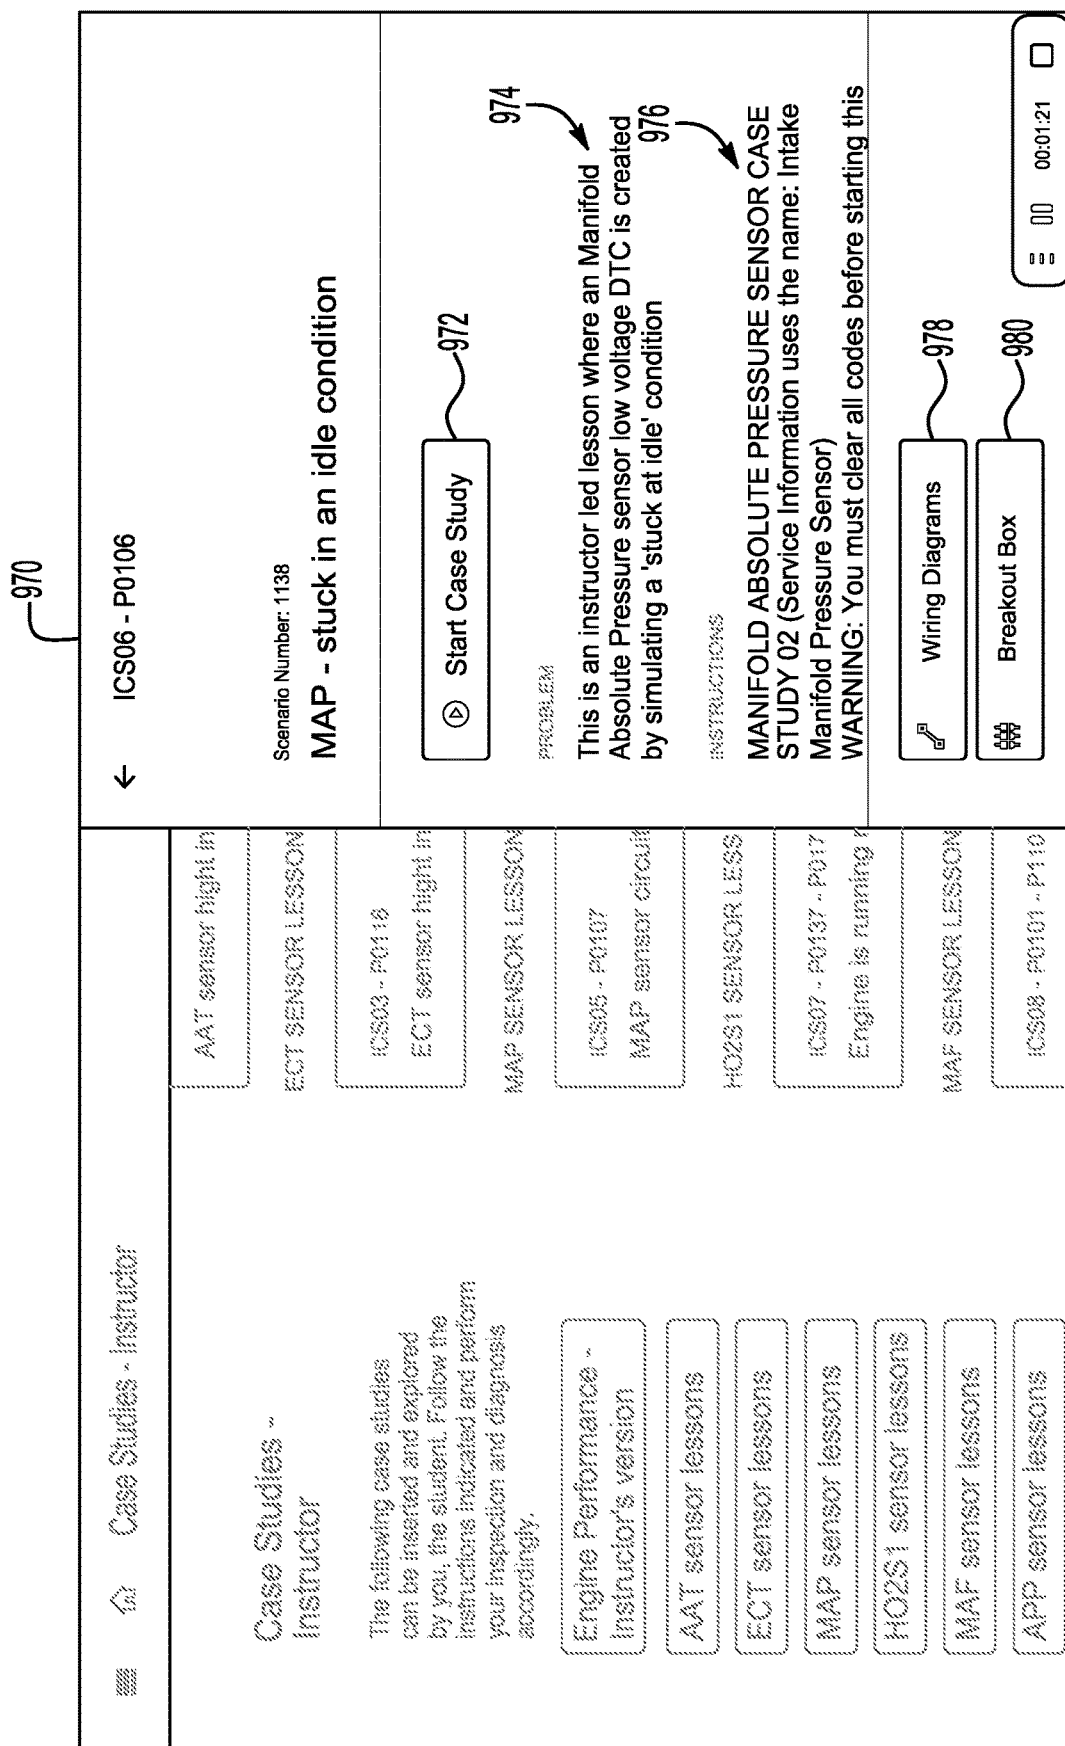 970
Case Studies - Instructor
Case Studies -
Instructor
The following case studies
can be inserted and explored
by you, the student. Follow the
instructions indicated and perform
your inspection and diagnosis
accordingly.
Engine Performance -
Instructor's version
AAT sensor lessons
ECT sensor lessons
MAP sensor lessons
HO2S1 sensor lessons
MAF sensor lessons
APP sensor lessons
AAT sensor hight in
ECT SENSOR LESSON
ICS03 - P0116
ECT sensor hight in
MAP SENSOR LESSON
ICS05 - P0107
MAP sensor circuit
HO2S1 SENSOR LESS
ICS07 - P0137 - P017
Engine is running r
MAF SENSOR LESSON
ICS08 - P0101 - P110
← ICS06 - P0106
Scenario Number: 1138
MAP - stuck in an idle condition
Start Case Study
972
PROBLEM
974
This is an instructor led lesson where an Manifold
Absolute Pressure sensor low voltage DTC is created
by simulating a 'stuck at idle' condition
976
INSTRUCTIONS
MANIFOLD ABSOLUTE PRESSURE SENSOR CASE
STUDY 02 (Service Information uses the name: Intake
Manifold Pressure Sensor)
WARNING: You must clear all codes before starting this
Wiring Diagrams
978
Breakout Box
980
00:01:21